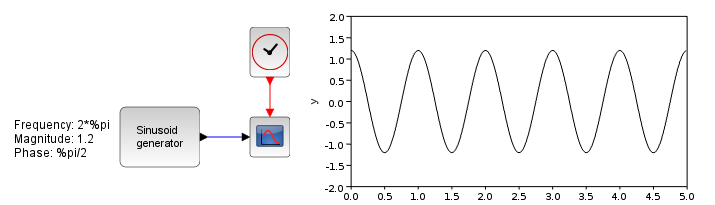 Frequency: 2*%pi
Magnitude: 1.2
Phase: %pi/2
Sinusoid
generator
y
2.0
1.5
1.0
0.5
0.0
-0.5
-1.0
-1.5
-2.0
0.0 0.5 1.0 1.5 2.0 2.5 3.0 3.5 4.0 4.5 5.0